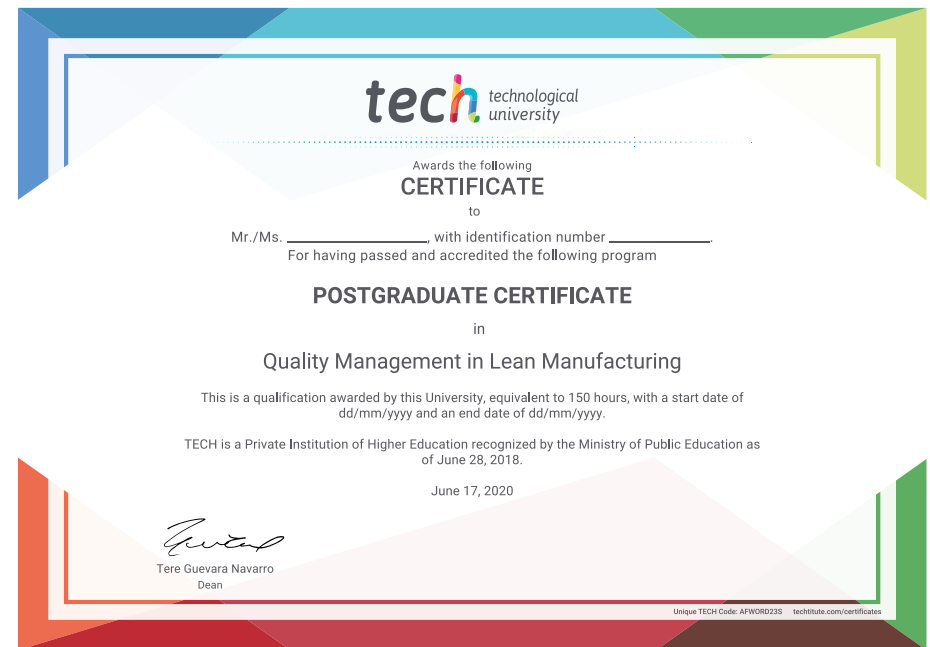 tech technological
university
Awards the following
CERTIFICATE
to
Mr./Ms. ____________________, with identification number ______________.
For having passed and accredited the following program
POSTGRADUATE CERTIFICATE
in
Quality Management in Lean Manufacturing
This is a qualification awarded by this University, equivalent to 150 hours, with a start date of
dd/mm/yyyy and an end date of dd/mm/yyyy.
TECH is a Private Institution of Higher Education recognized by the Ministry of Public Education as
of June 28, 2018.
June 17, 2020
Tere Guevara Navarro
Dean
Unique TECH Code: AFWORD23S techtitute.com/certificates